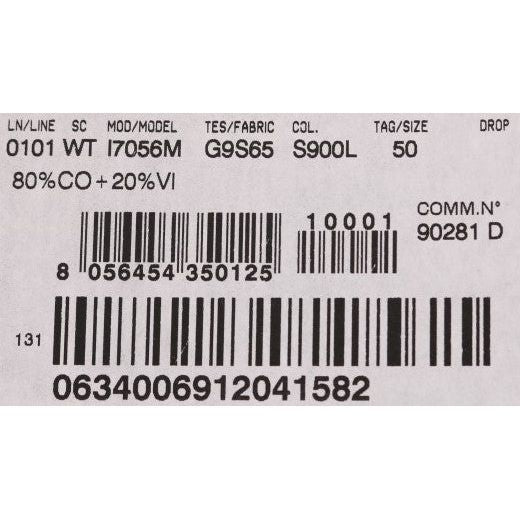 LN/LINE SC MOD/MODEL TES/FABRIC COL. TAG/SIZE DROP
0101 WT I7056M G9S65 S900L 50
80%CO+20%VI
COMM.N°
90281 D
10001
8 056454 350125
131
0634006912041582